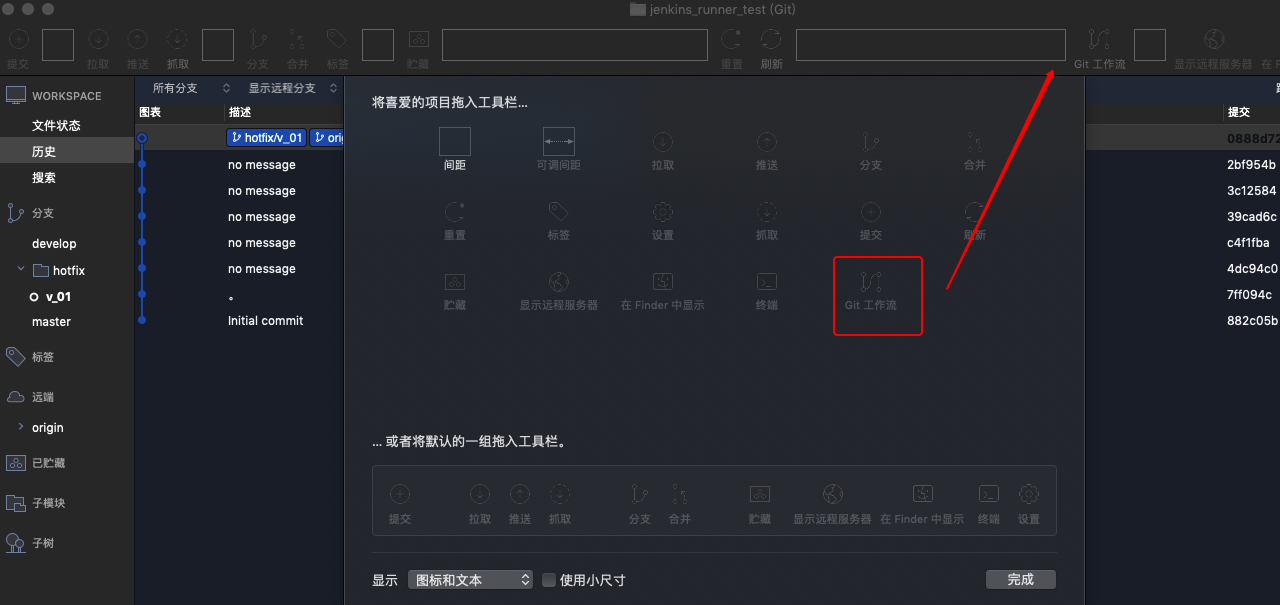 jenkins_runner_test (Git)
提交 拉取 推送 抓取 分支 合并 标签 贮藏 重置 刷新 Git 工作流 显示远程服务器 在 F
WORKSPACE
文件状态
历史
搜索
分支
develop
hotfix
v_01
master
标签
远端
origin
已贮藏
子模块
子树
所有分支 显示远程分支
图表 描述
hotfix/v_01 ori
no message
no message
no message
no message
no message
。
Initial commit
将喜爱的项目拖入工具栏...
间距 可调间距 拉取 推送 分支 合并
重置 标签 设置 抓取 提交 刷新
贮藏 显示远程服务器 在 Finder 中显示 终端 Git 工作流
... 或者将默认的一组拖入工具栏。
提交 拉取 推送 抓取 分支 合并 贮藏 显示远程服务器 在 Finder 中显示 终端 设置
显示 图标和文本 使用小尺寸 完成
提交
0888d72
2bf954b
3c12584
39cad6c
c4f1fba
4dc94c0
7ff094c
882c05b